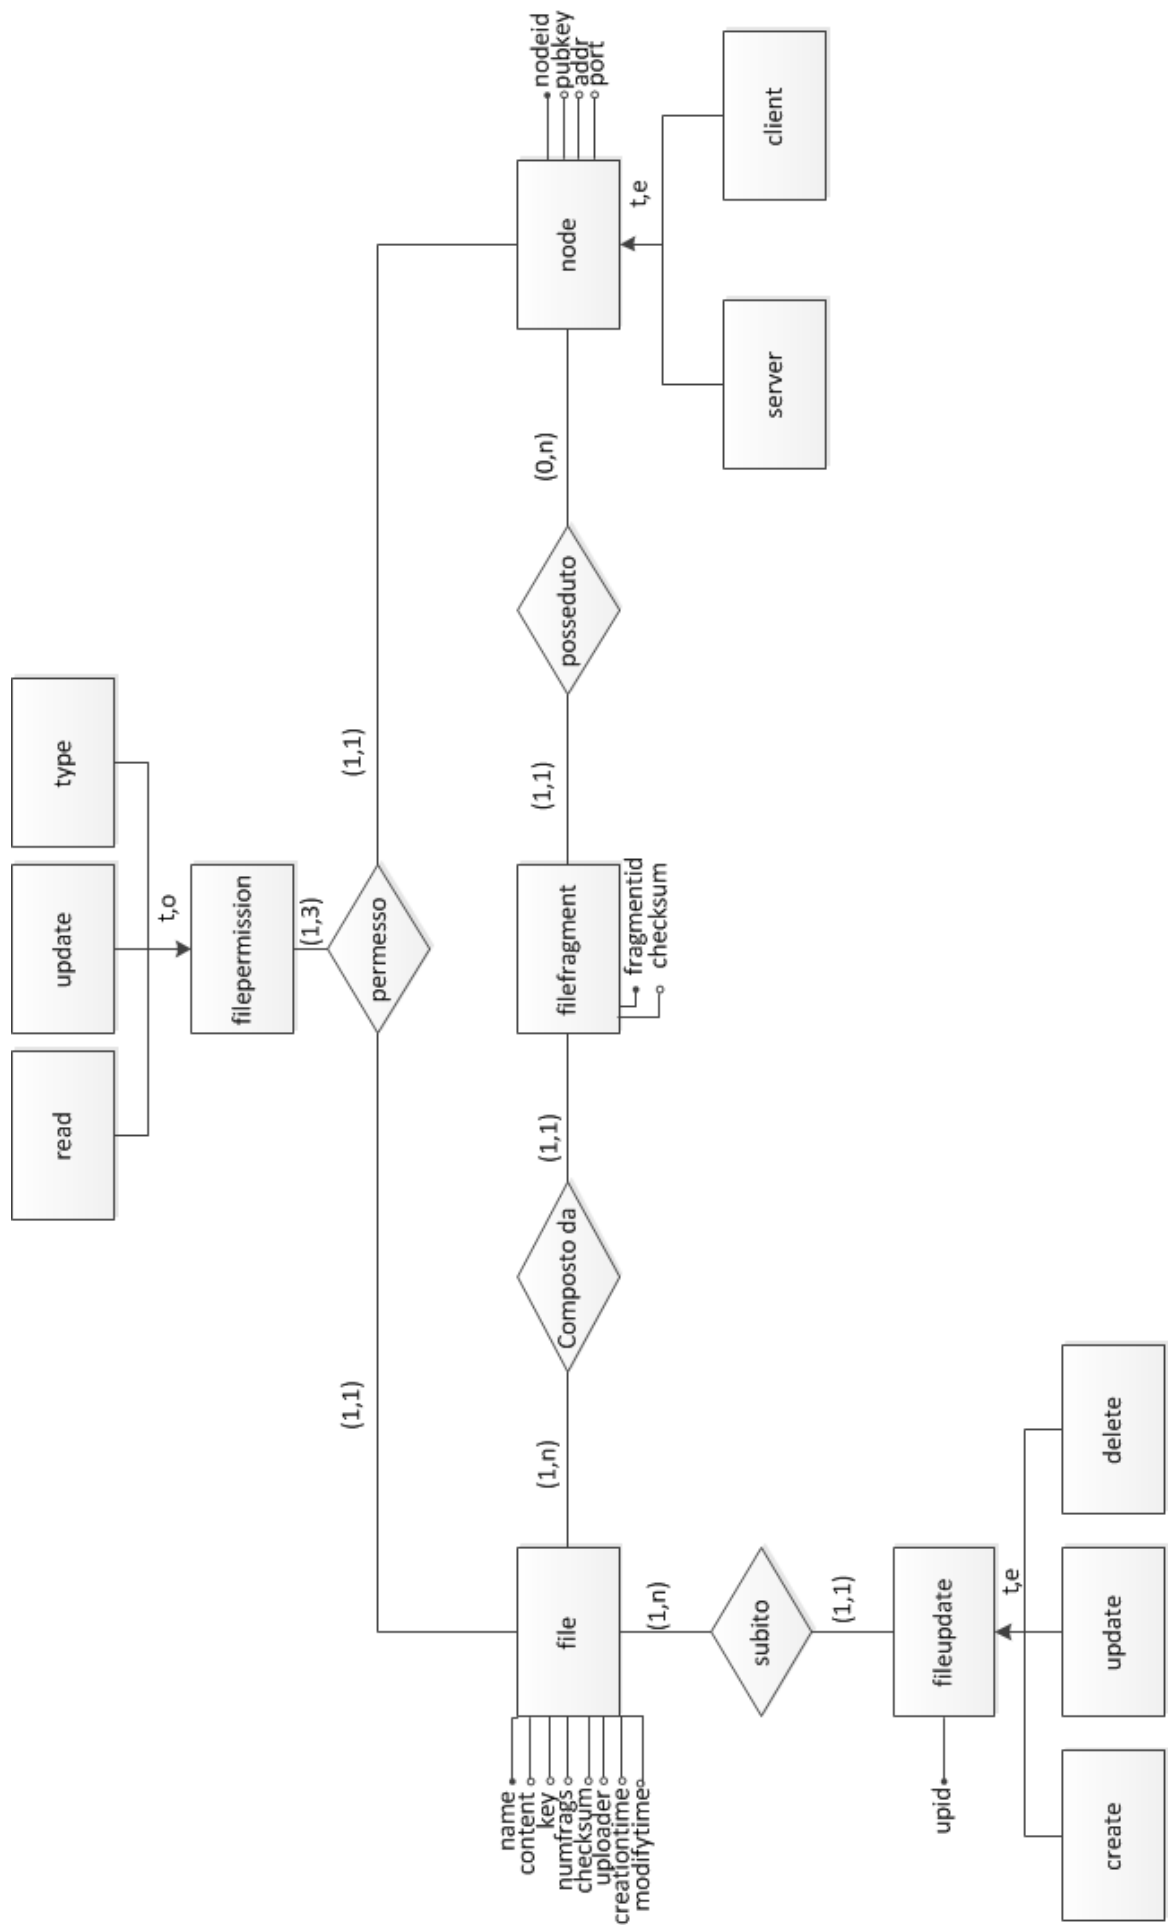 read
update
type
t,o
filepermission
(1,3)
permesso
(1,1)
(1,1)
name
content
key
numfrags
checksum
uploader
creationtime
modifytime
file
(1,n)
Composto da
(1,1)
filefragment
fragmentid
checksum
(1,1)
posseduto
(0,n)
node
nodeid
pubkey
addr
port
t,e
server
client
(1,n)
subito
(1,1)
upid
fileupdate
t,e
create
update
delete